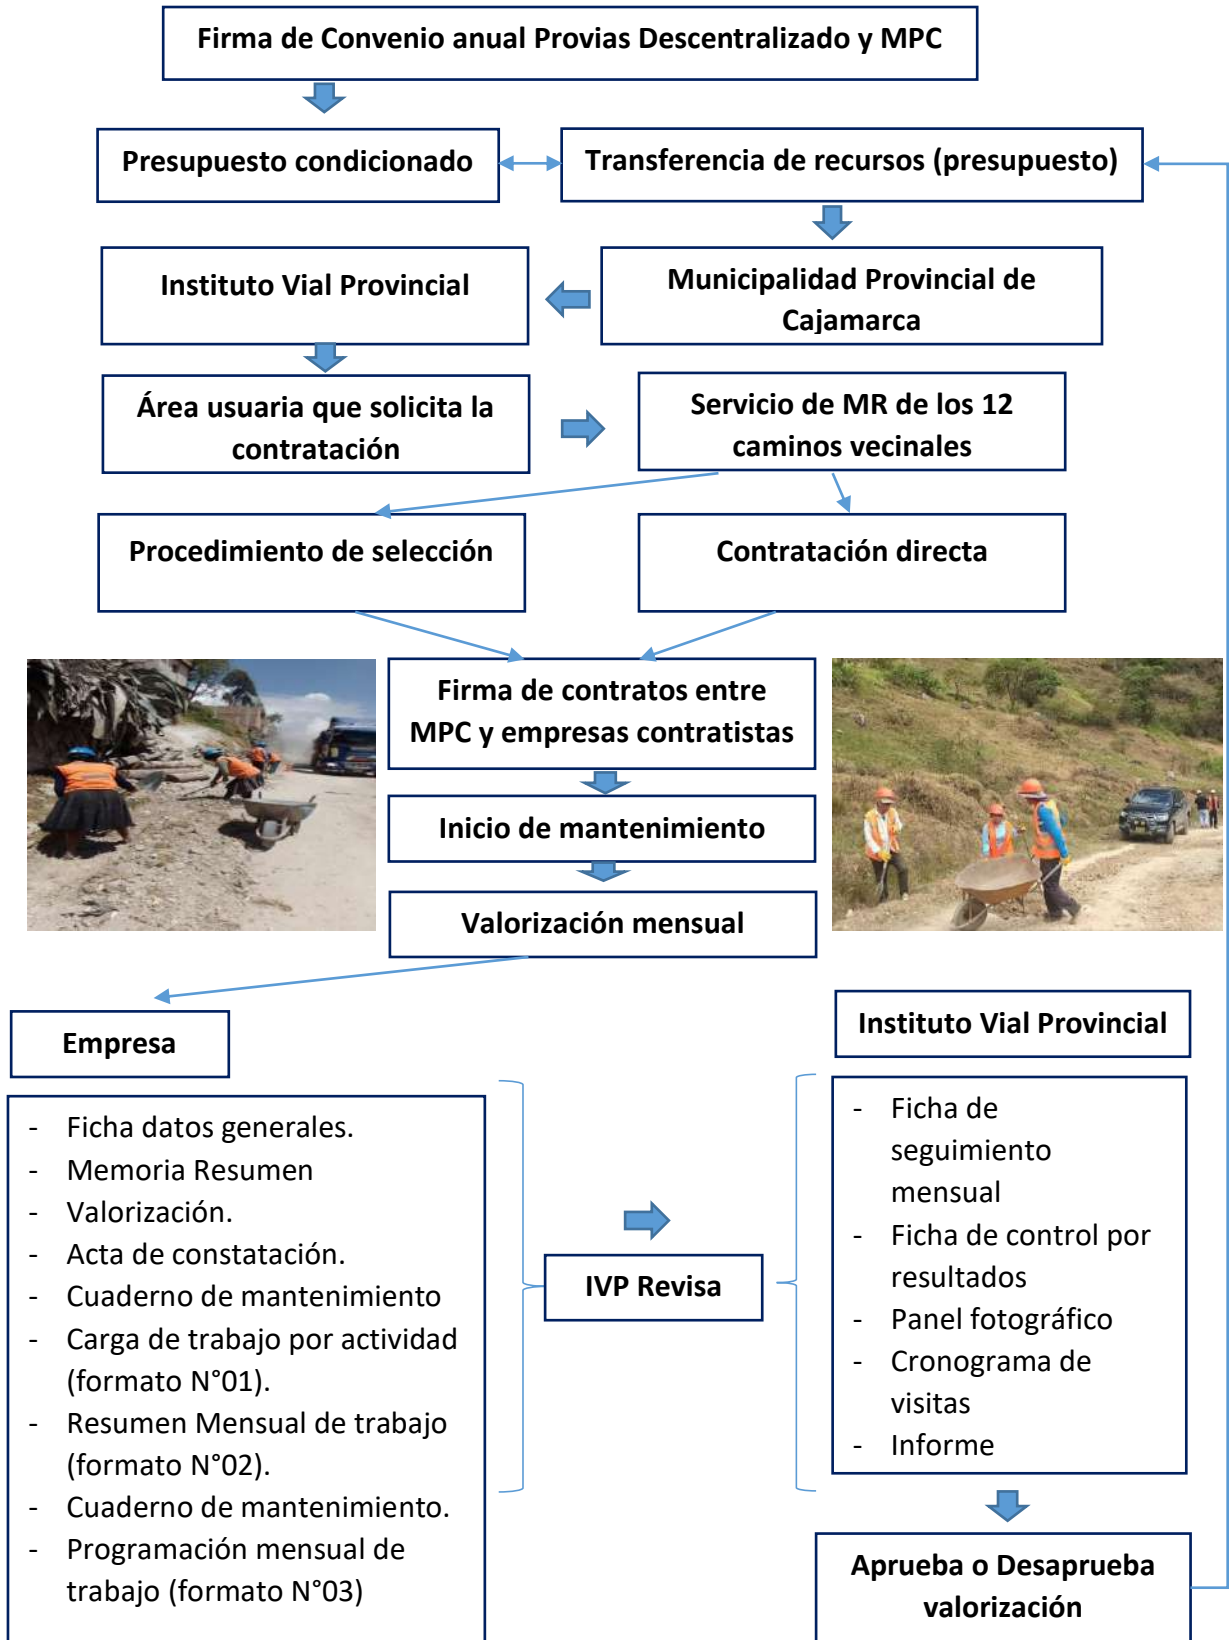 Firma de Convenio anual Provias Descentralizado y MPC
Presupuesto condicionado
Transferencia de recursos (presupuesto)
Instituto Vial Provincial
Municipalidad Provincial de
Cajamarca
Área usuaria que solicita la
contratación
Servicio de MR de los 12
caminos vecinales
Procedimiento de selección
Contratación directa
Firma de contratos entre
MPC y empresas contratistas
Inicio de mantenimiento
Valorización mensual
Empresa
- Ficha datos generales.
- Memoria Resumen
- Valorización.
- Acta de constatación.
- Cuaderno de mantenimiento
- Carga de trabajo por actividad
(formato N°01).
- Resumen Mensual de trabajo
(formato N°02).
- Cuaderno de mantenimiento.
- Programación mensual de
trabajo (formato N°03)
IVP Revisa
Instituto Vial Provincial
- Ficha de
seguimiento
mensual
- Ficha de control por
resultados
- Panel fotográfico
- Cronograma de
visitas
- Informe
Aprueba o Desaprueba
valorización